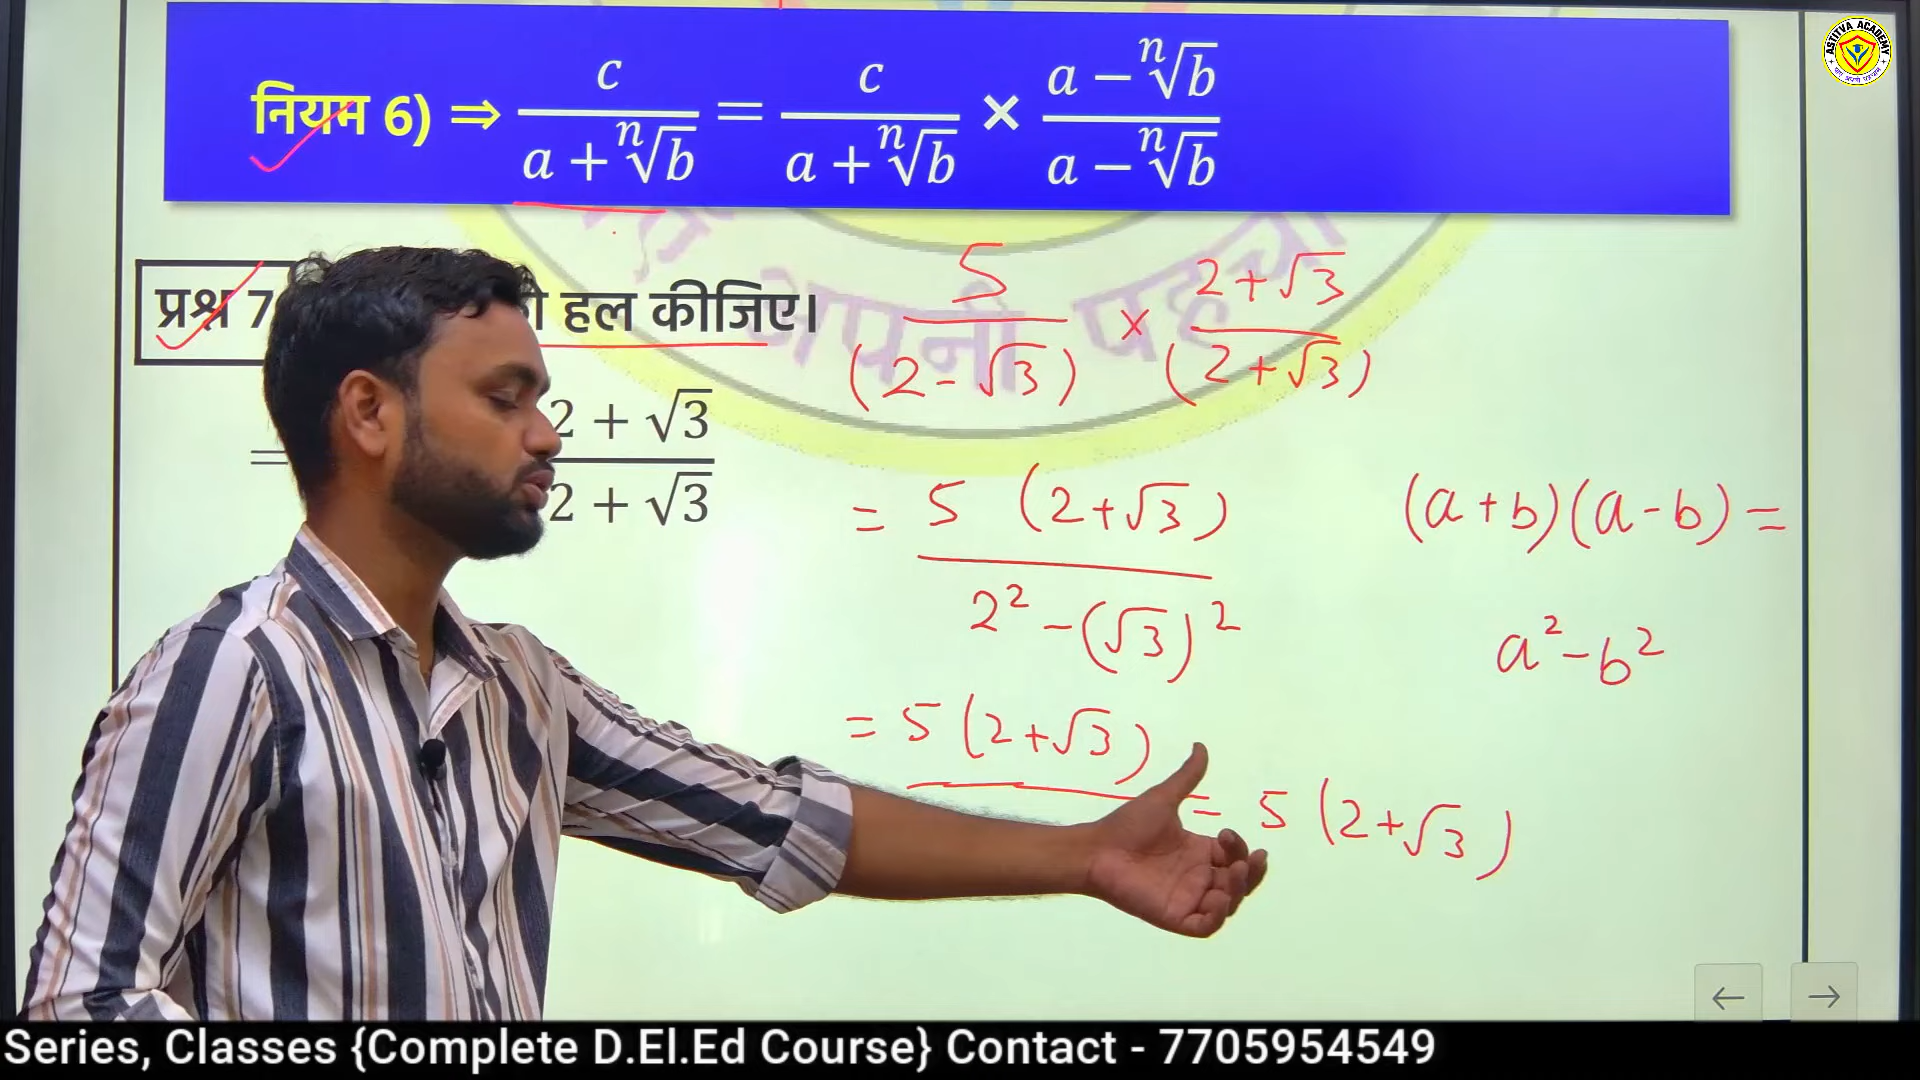 नियम 6) ⇒ c / (a + ⁿ√b) = c / (a + ⁿ√b) × (a − ⁿ√b) / (a − ⁿ√b)
ASTITVA ACADEMY
प्रश्न 7 हल कीजिए।
5 / (2 - √3) × (2 + √3) / (2 + √3)
= 2 + √3 / 2 + √3
= 5 (2 + √3) / 2² - (√3)²
(a + b)(a - b) =
a² - b²
= 5 (2 + √3)
= 5 (2 + √3)
← →
Series, Classes {Complete D.El.Ed Course} Contact - 7705954549